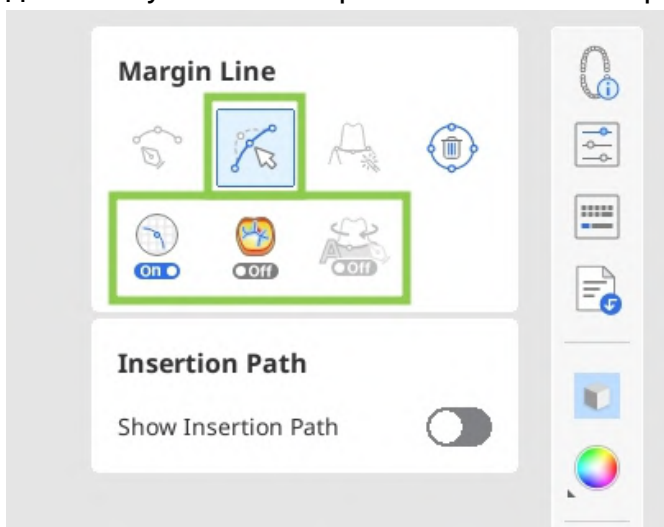 Margin Line
On
Off
Off
Insertion Path
Show Insertion Path